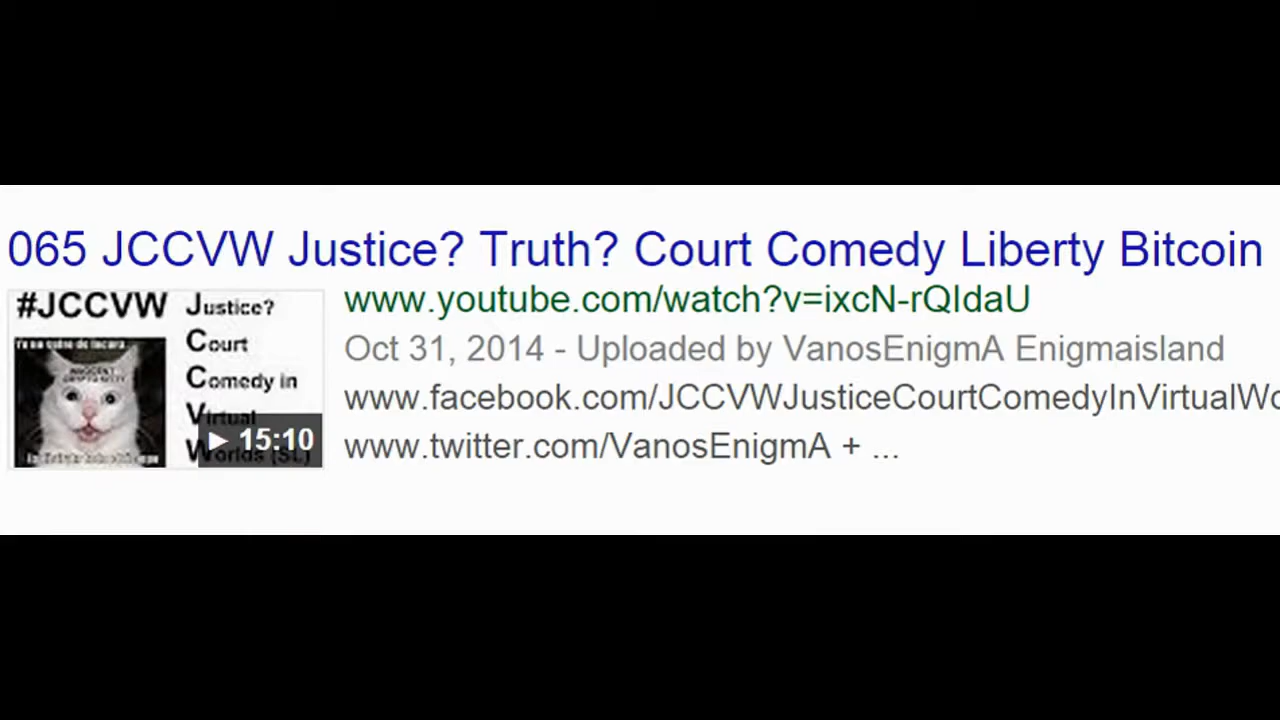 065 JCCVW Justice? Truth? Court Comedy Liberty Bitcoin
#JCCVW
Justice?
Court
Comedy in
Virtual
Worlds (SL)
15:10
www.youtube.com/watch?v=ixcN-rQIdaU
Oct 31, 2014 - Uploaded by VanosEnigmA Enigmaisland
www.facebook.com/JCCVWJusticeCourtComedyInVirtualWo
www.twitter.com/VanosEnigmA + ...